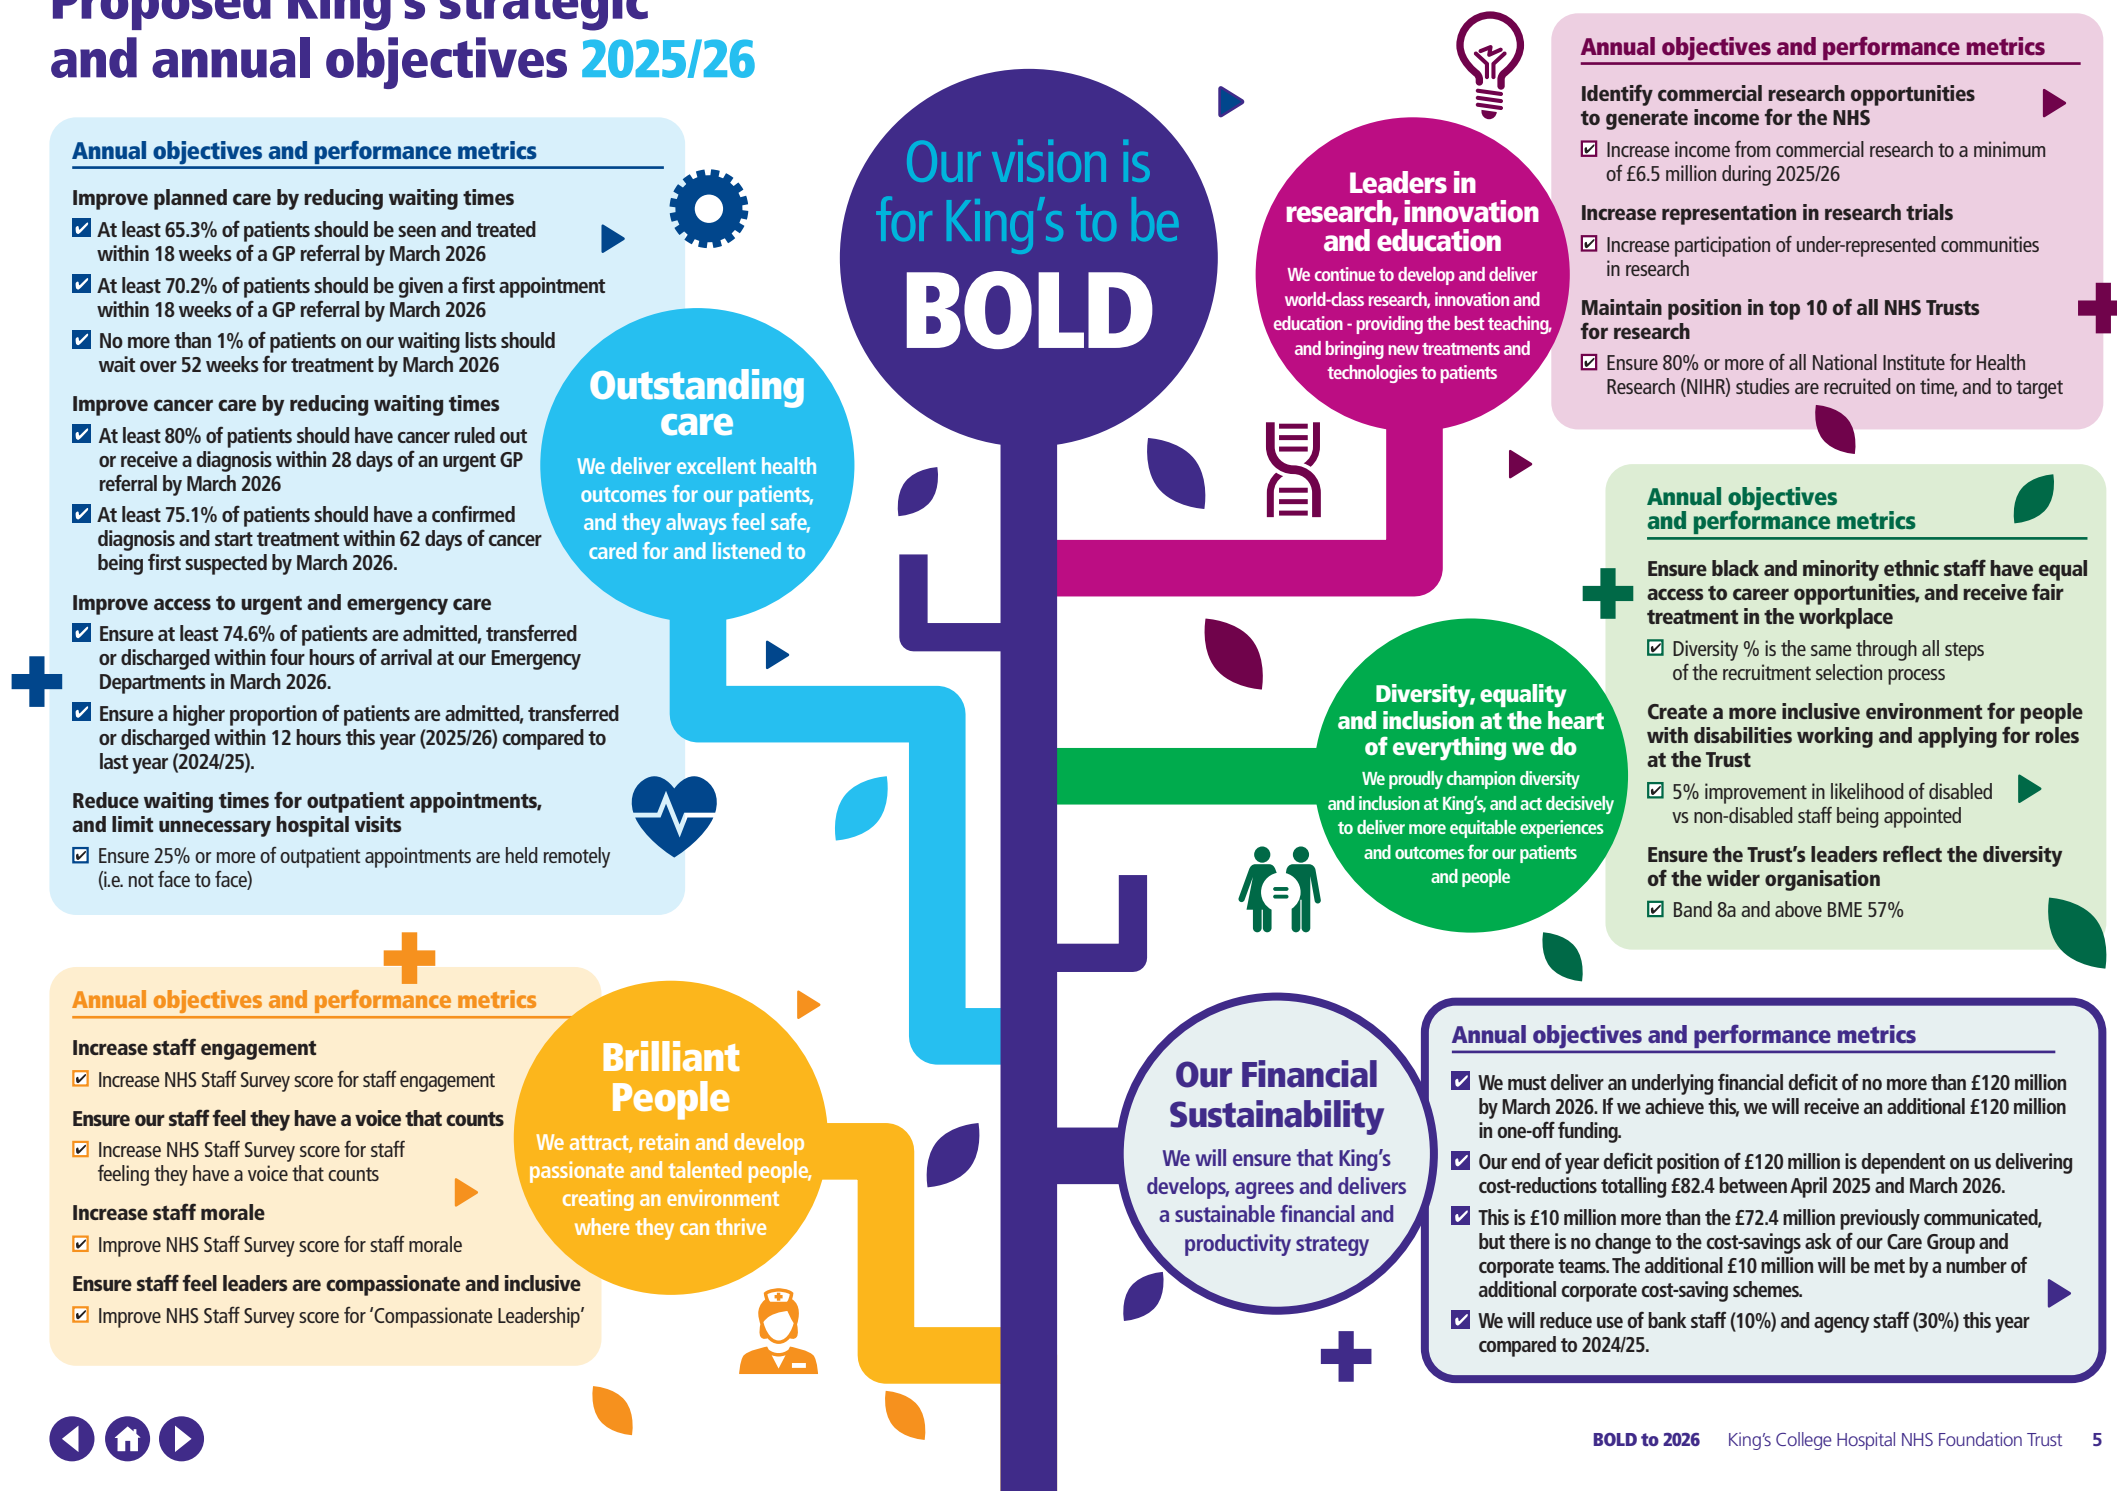 Proposed King's strategic
and annual objectives 2025/26
Annual objectives and performance metrics
Improve planned care by reducing waiting times
At least 65.3% of patients should be seen and treated
within 18 weeks of a GP referral by March 2026
At least 70.2% of patients should be given a first appointment
within 18 weeks of a GP referral by March 2026
No more than 1% of patients on our waiting lists should
wait over 52 weeks for treatment by March 2026
Improve cancer care by reducing waiting times
At least 80% of patients should have cancer ruled out
or receive a diagnosis within 28 days of an urgent GP
referral by March 2026
At least 75.1% of patients should have a confirmed
diagnosis and start treatment within 62 days of cancer
being first suspected by March 2026.
Improve access to urgent and emergency care
Ensure at least 74.6% of patients are admitted, transferred
or discharged within four hours of arrival at our Emergency
Departments in March 2026.
Ensure a higher proportion of patients are admitted, transferred
or discharged within 12 hours this year (2025/26) compared to
last year (2024/25).
Reduce waiting times for outpatient appointments,
and limit unnecessary hospital visits
Ensure 25% or more of outpatient appointments are held remotely
(i.e. not face to face)
Outstanding
care
We deliver excellent health
outcomes for our patients,
and they always feel safe,
cared for and listened to
Annual objectives and performance metrics
Increase staff engagement
Increase NHS Staff Survey score for staff engagement
Ensure our staff feel they have a voice that counts
Increase NHS Staff Survey score for staff
feeling they have a voice that counts
Increase staff morale
Improve NHS Staff Survey score for staff morale
Ensure staff feel leaders are compassionate and inclusive
Improve NHS Staff Survey score for ‘Compassionate Leadership’
Brilliant
People
We attract, retain and develop
passionate and talented people,
creating an environment
where they can thrive
Our vision is
for King's to be
BOLD
Leaders in
research, innovation
and education
We continue to develop and deliver
world-class research, innovation and
education - providing the best teaching,
and bringing new treatments and
technologies to patients
Annual objectives and performance metrics
Identify commercial research opportunities
to generate income for the NHS
Increase income from commercial research to a minimum
of £6.5 million during 2025/26
Increase representation in research trials
Increase participation of under-represented communities
in research
Maintain position in top 10 of all NHS Trusts
for research
Ensure 80% or more of all National Institute for Health
Research (NIHR) studies are recruited on time, and to target
Diversity, equality
and inclusion at the heart
of everything we do
We proudly champion diversity
and inclusion at King's, and act decisively
to deliver more equitable experiences
and outcomes for our patients
and people
Annual objectives
and performance metrics
Ensure black and minority ethnic staff have equal
access to career opportunities, and receive fair
treatment in the workplace
Diversity % is the same through all steps
of the recruitment selection process
Create a more inclusive environment for people
with disabilities working and applying for roles
at the Trust
5% improvement in likelihood of disabled
vs non-disabled staff being appointed
Ensure the Trust's leaders reflect the diversity
of the wider organisation
Band 8a and above BME 57%
Our Financial
Sustainability
We will ensure that King's
develops, agrees and delivers
a sustainable financial and
productivity strategy
Annual objectives and performance metrics
We must deliver an underlying financial deficit of no more than £120 million
by March 2026. If we achieve this, we will receive an additional £120 million
in one-off funding.
Our end of year deficit position of £120 million is dependent on us delivering
cost-reductions totalling £82.4 between April 2025 and March 2026.
This is £10 million more than the £72.4 million previously communicated,
but there is no change to the cost-savings ask of our Care Group and
corporate teams. The additional £10 million will be met by a number of
additional corporate cost-saving schemes.
We will reduce use of bank staff (10%) and agency staff (30%) this year
compared to 2024/25.
BOLD to 2026 King's College Hospital NHS Foundation Trust 5